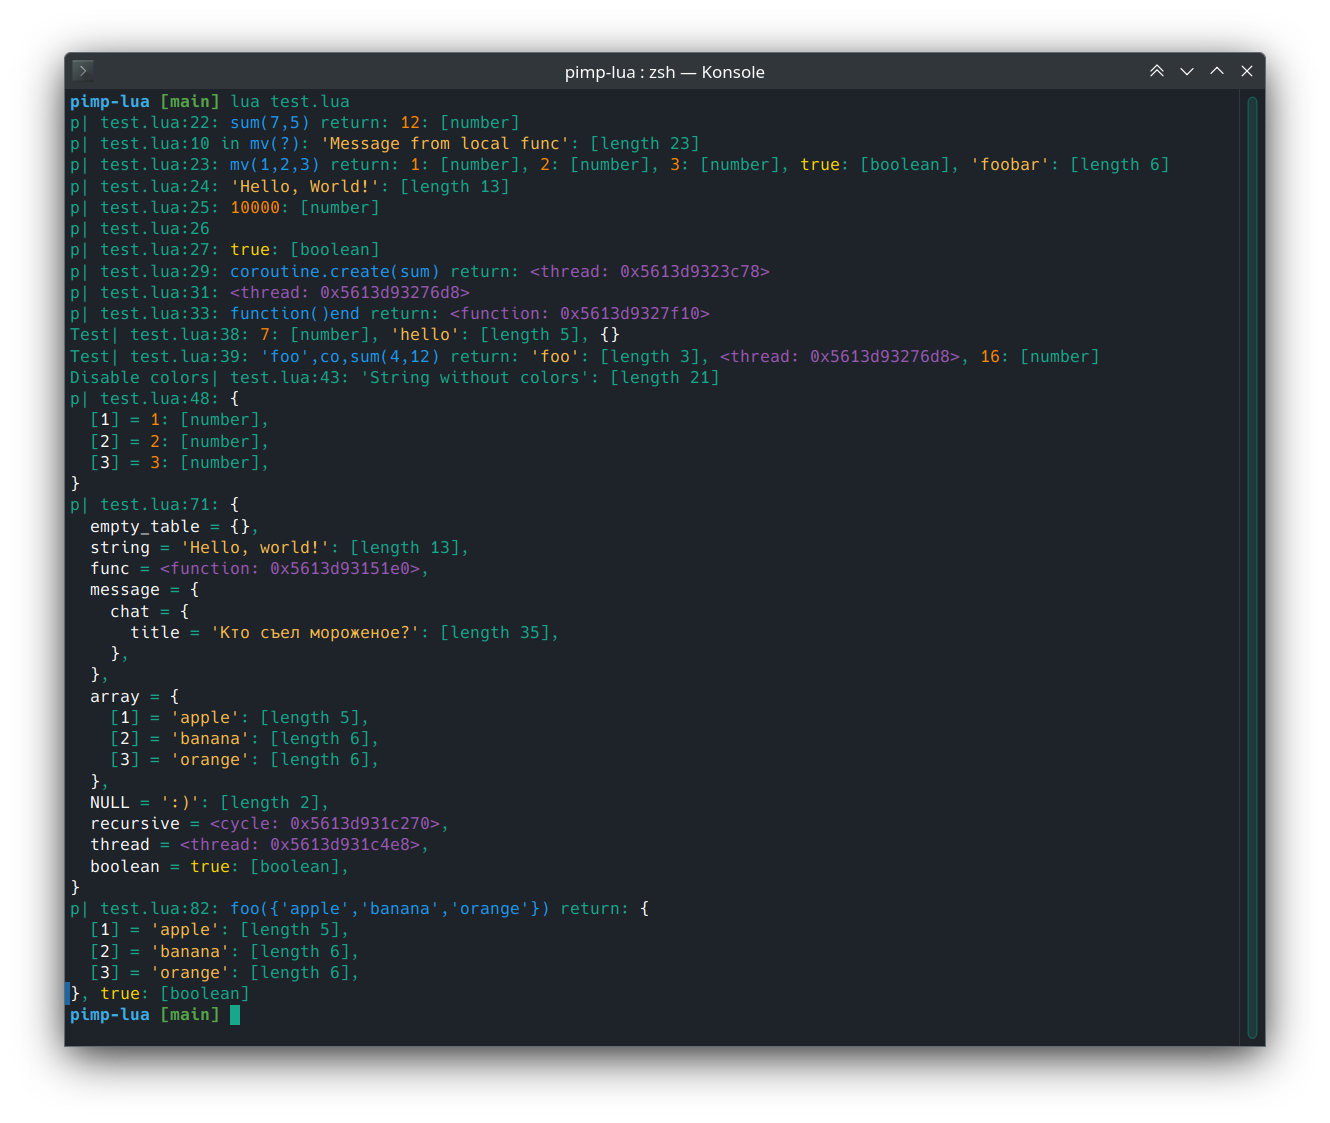 pimp-lua : zsh — Konsole
pimp-lua [main] lua test.lua
p| test.lua:22: sum(7,5) return: 12: [number]
p| test.lua:10 in mv(?): 'Message from local func': [length 23]
p| test.lua:23: mv(1,2,3) return: 1: [number], 2: [number], 3: [number], true: [boolean], 'foobar': [length 6]
p| test.lua:24: 'Hello, World!': [length 13]
p| test.lua:25: 10000: [number]
p| test.lua:26
p| test.lua:27: true: [boolean]
p| test.lua:29: coroutine.create(sum) return: <thread: 0x5613d9323c78>
p| test.lua:31: <thread: 0x5613d93276d8>
p| test.lua:33: function()end return: <function: 0x5613d9327f10>
Test| test.lua:38: 7: [number], 'hello': [length 5], {}
Test| test.lua:39: 'foo',co,sum(4,12) return: 'foo': [length 3], <thread: 0x5613d93276d8>, 16: [number]
Disable colors| test.lua:43: 'String without colors': [length 21]
p| test.lua:48: {
  [1] = 1: [number],
  [2] = 2: [number],
  [3] = 3: [number],
}
p| test.lua:71: {
  empty_table = {},
  string = 'Hello, world!': [length 13],
  func = <function: 0x5613d93151e0>,
  message = {
    chat = {
      title = 'Кто съел мороженое?': [length 35],
    },
  },
  array = {
    [1] = 'apple': [length 5],
    [2] = 'banana': [length 6],
    [3] = 'orange': [length 6],
  },
  NULL = ':)': [length 2],
  recursive = <cycle: 0x5613d931c270>,
  thread = <thread: 0x5613d931c4e8>,
  boolean = true: [boolean],
}
p| test.lua:82: foo({'apple','banana','orange'}) return: {
  [1] = 'apple': [length 5],
  [2] = 'banana': [length 6],
  [3] = 'orange': [length 6],
}, true: [boolean]
pimp-lua [main]